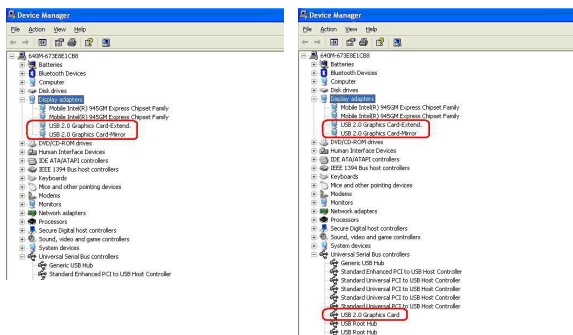 Device Manager
File Action View Help
640M-673E8E1CB8
Batteries
Bluetooth Devices
Computer
Disk drives
Display adapters
Mobile Intel(R) 945GM Express Chipset Family
Mobile Intel(R) 945GM Express Chipset Family
USB 2.0 Graphics Card-Extend.
USB 2.0 Graphics Card-Mirror
DVD/CD-ROM drives
Human Interface Devices
IDE ATA/ATAPI controllers
IEEE 1394 Bus host controllers
Keyboards
Mice and other pointing devices
Modems
Monitors
Network adapters
Processors
Secure Digital host controllers
Sound, video and game controllers
System devices
Universal Serial Bus controllers
Generic USB Hub
Standard Enhanced PCI to USB Host Controller
Device Manager
File Action View Help
640M-673E8E1CB8
Batteries
Bluetooth Devices
Computer
Disk drives
Display adapters
Mobile Intel(R) 945GM Express Chipset Family
Mobile Intel(R) 945GM Express Chipset Family
USB 2.0 Graphics Card-Extend.
USB 2.0 Graphics Card-Mirror
DVD/CD-ROM drives
Human Interface Devices
IDE ATA/ATAPI controllers
IEEE 1394 Bus host controllers
Keyboards
Mice and other pointing devices
Modems
Monitors
Network adapters
Processors
Secure Digital host controllers
Sound, video and game controllers
System devices
Universal Serial Bus controllers
Generic USB Hub
Standard Enhanced PCI to USB Host Controller
Standard Universal PCI to USB Host Controller
Standard Universal PCI to USB Host Controller
Standard Universal PCI to USB Host Controller
Standard Universal PCI to USB Host Controller
USB 2.0 Graphics Card
USB Root Hub
USB Root Hub